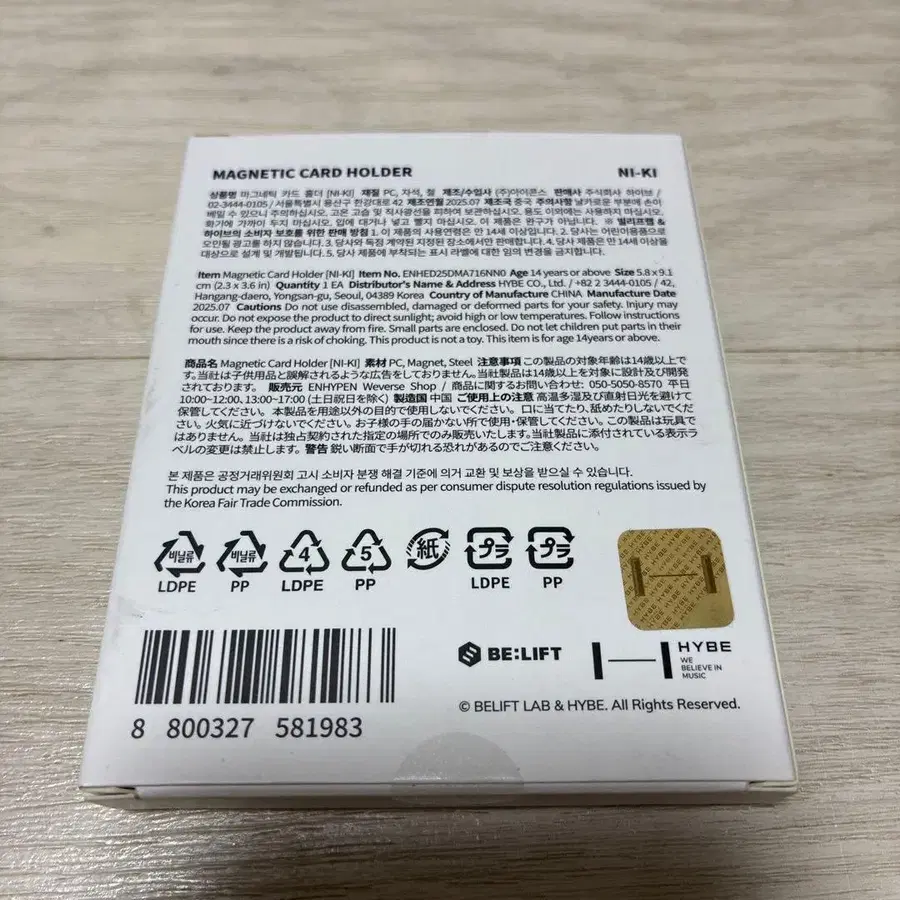 MAGNETIC CARD HOLDER NI-KI
상품명 마그네틱 카드 홀더 [NI-KI] 재질 PC, 자석, 철 제조/수입사 (주)아이콘스 판매사 주식회사 하이브 /
02-3444-0105 / 서울특별시 용산구 한강대로 42 제조연월 2025.07 제조국 중국 주의사항 날카로운 부분에 손이
베일 수 있으니 주의하십시오. 고온 고습 및 직사광선을 피하여 보관하십시오. 용도 이외에는 사용하지 마십시오.
화기에 가까이 두지 마십시오. 입에 대거나 넣고 빨지 마십시오. 이 제품은 완구가 아닙니다. ※ 빌리프랩 &
하이브의 소비자 보호를 위한 판매 방침 1. 이 제품의 사용연령은 만 14세 이상입니다. 2. 당사는 어린이용품으로
오인될 광고를 하지 않습니다. 3. 당사와 독점 계약된 지정된 장소에서만 판매합니다. 4. 당사 제품은 만 14세 이상을
대상으로 설계 및 개발됩니다. 5. 당사 제품에 부착되는 표시 라벨에 대한 임의 변경을 금지합니다.
Item Magnetic Card Holder [NI-KI] Item No. ENHED25DMA716NN0 Age 14 years or above Size 5.8 x 9.1
cm (2.3 x 3.6 in) Quantity 1 EA Distributor's Name & Address HYBE CO., Ltd. / +82 2 3444-0105 / 42,
Hangang-daero, Yongsan-gu, Seoul, 04389 Korea Country of Manufacture CHINA Manufacture Date
2025.07 Cautions Do not use disassembled, damaged or deformed parts for your safety. Injury may
occur. Do not expose the product to direct sunlight; avoid high or low temperatures. Follow instructions
for use. Keep the product away from fire. Small parts are enclosed. Do not let children put parts in their
mouth since there is a risk of choking. This product is not a toy. This item is for age 14years or above.
商品名 Magnetic Card Holder [NI-KI] 素材 PC, Magnet, Steel 注意事項 この製品の対象年齢は14歳以上で
す。当社は子供用品と誤解されるような広告をしておりません。当社製品は14歳以上を対象に設計及び開発
されております。 販売元 ENHYPEN Weverse Shop / 商品に関するお問い合わせ: 050-5050-8570 平日
10:00~12:00, 13:00~17:00 (土日祝日を除く) 製造国 中国 ご使用上の注意 高温多湿及び直射日光を避けて
保管してください。本製品を用途以外の目的で使用しないでください。口に当てたり、舐めたりしないでくださ
い。火気に近づけないでください。お子様の手の届かない所で使用・保管してください。この製品は玩具で
はありません。当社は独占契約された指定の場所でのみ販売いたします。当社製品に添付されている表示ラ
ベルの変更は禁止します。 警告 鋭い断面で手が切れる恐れがあるのでご注意ください。
본 제품은 공정거래위원회 고시 소비자 분쟁 해결 기준에 의거 교환 및 보상을 받으실 수 있습니다.
This product may be exchanged or refunded as per consumer dispute resolution regulations issued by
the Korea Fair Trade Commission.
비닐류 비닐류 4 5 紙 プラ プラ
LDPE PP LDPE PP LDPE PP
HYBE HYBE HYBE
BE:LIFT
HYBE
WE
BELIEVE IN
MUSIC
© BELIFT LAB & HYBE. All Rights Reserved.
8 800327 581983